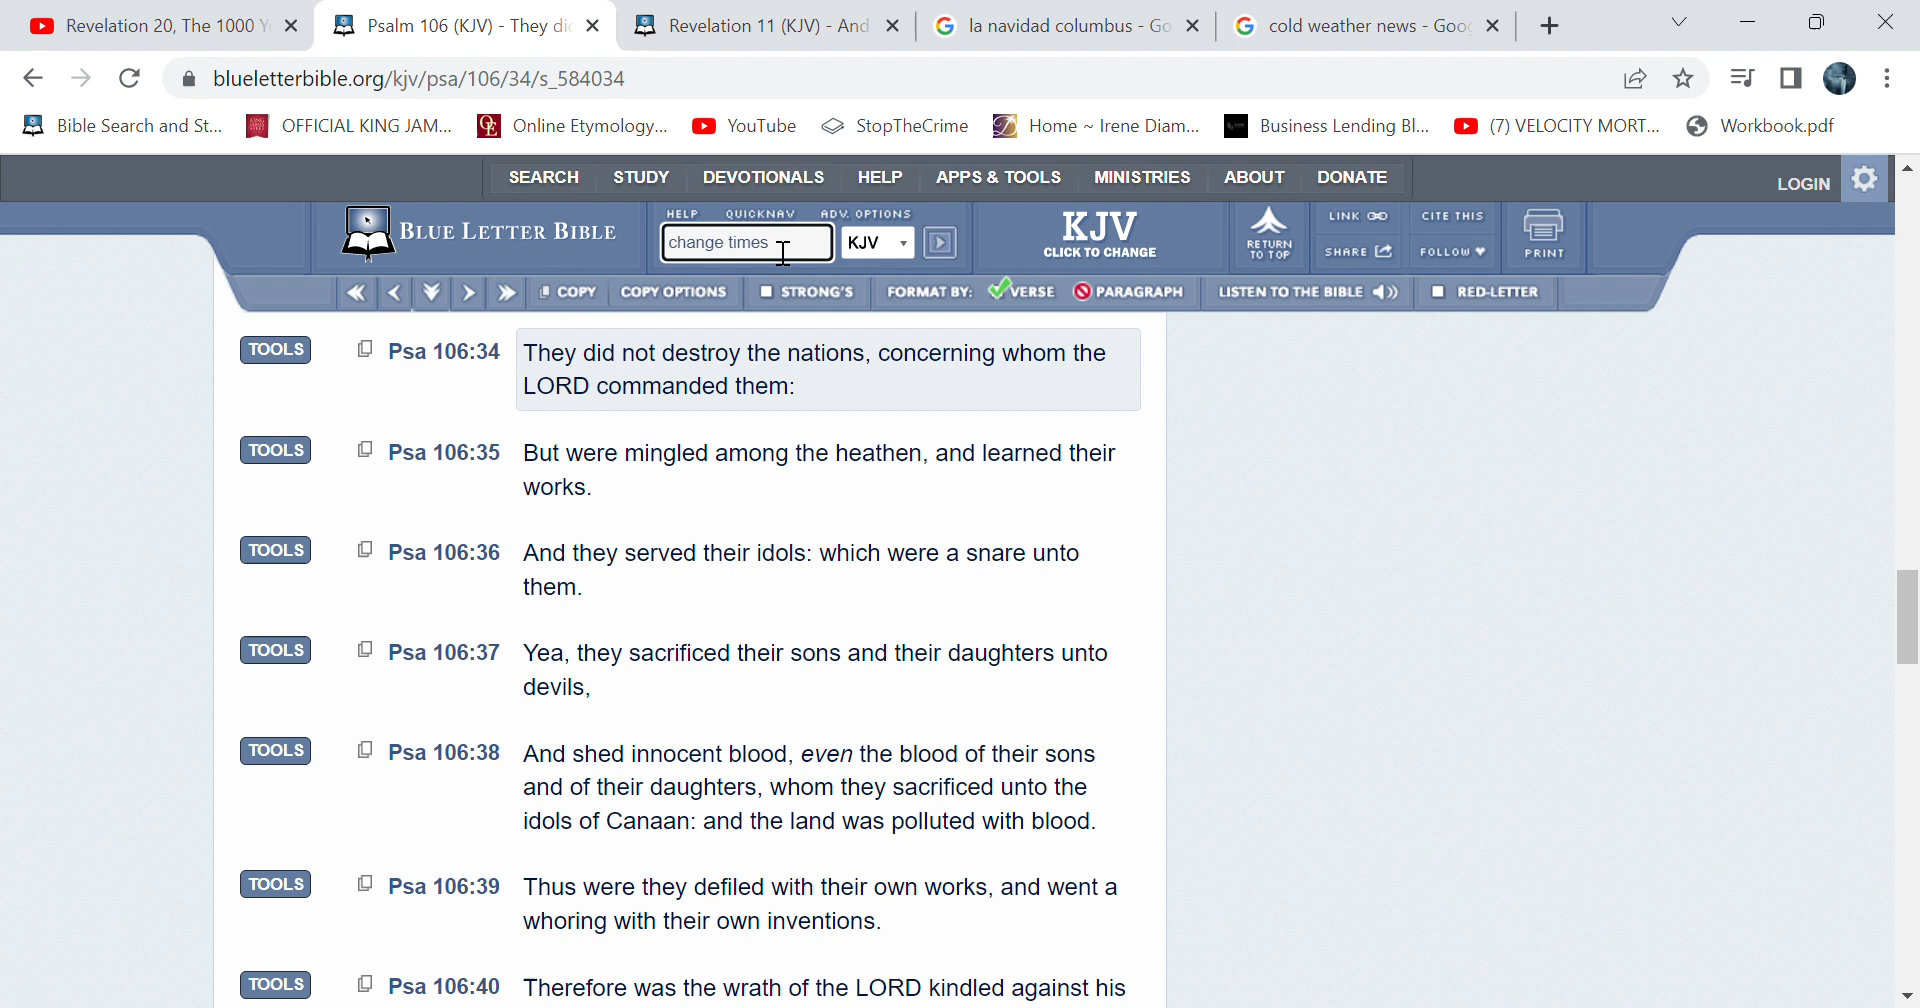 Revelation 20, The 1000 Y
Psalm 106 (KJV) - They di
Revelation 11 (KJV) - And
la navidad columbus - Go
cold weather news - Goog
blueletterbible.org/kjv/psa/106/34/s_584034
Bible Search and St...
OFFICIAL KING JAM...
Online Etymology...
YouTube
StopTheCrime
Home ~ Irene Diam...
Business Lending Bl...
(7) VELOCITY MORT...
Workbook.pdf
SEARCH STUDY DEVOTIONALS HELP APPS & TOOLS MINISTRIES ABOUT DONATE
LOGIN
BLUE LETTER BIBLE
HELP QUICKNAV ADV. OPTIONS
change times KJV
KJV
CLICK TO CHANGE
RETURN
TO TOP
LINK CITE THIS
SHARE FOLLOW
PRINT
COPY COPY OPTIONS STRONG'S FORMAT BY: VERSE PARAGRAPH LISTEN TO THE BIBLE RED-LETTER
TOOLS Psa 106:34 They did not destroy the nations, concerning whom the
LORD commanded them:
TOOLS Psa 106:35 But were mingled among the heathen, and learned their
works.
TOOLS Psa 106:36 And they served their idols: which were a snare unto
them.
TOOLS Psa 106:37 Yea, they sacrificed their sons and their daughters unto
devils,
TOOLS Psa 106:38 And shed innocent blood, even the blood of their sons
and of their daughters, whom they sacrificed unto the
idols of Canaan: and the land was polluted with blood.
TOOLS Psa 106:39 Thus were they defiled with their own works, and went a
whoring with their own inventions.
TOOLS Psa 106:40 Therefore was the wrath of the LORD kindled against his